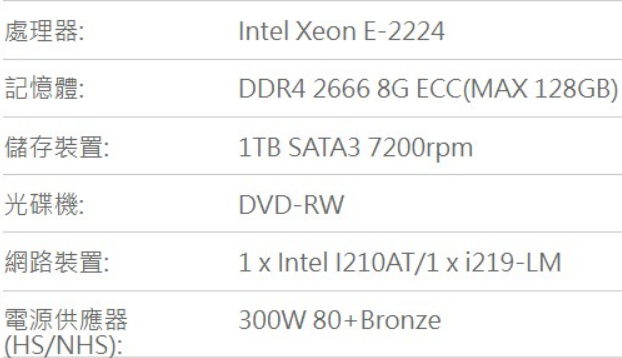 處理器: Intel Xeon E-2224
記憶體: DDR4 2666 8G ECC(MAX 128GB)
儲存裝置: 1TB SATA3 7200rpm
光碟機: DVD-RW
網路裝置: 1 x Intel I210AT/1 x i219-LM
電源供應器 300W 80+Bronze
(HS/NHS):